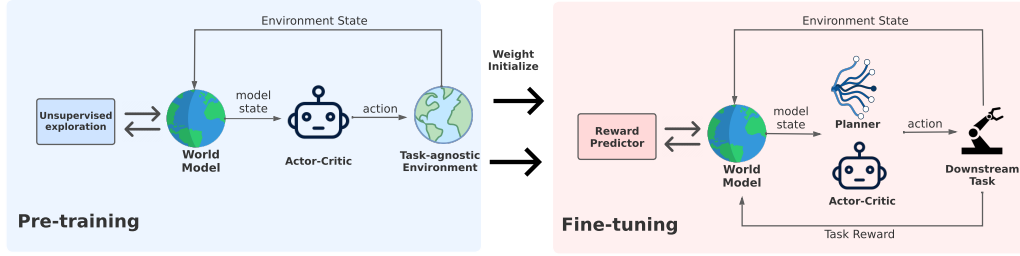 Environment State
Unsupervised
exploration
World
Model
model
state
Actor-Critic
action
Task-agnostic
Environment
Pre-training
Weight
Initialize
Environment State
Reward
Predictor
World
Model
model
state
Planner
Actor-Critic
action
Downstream
Task
Task Reward
Fine-tuning